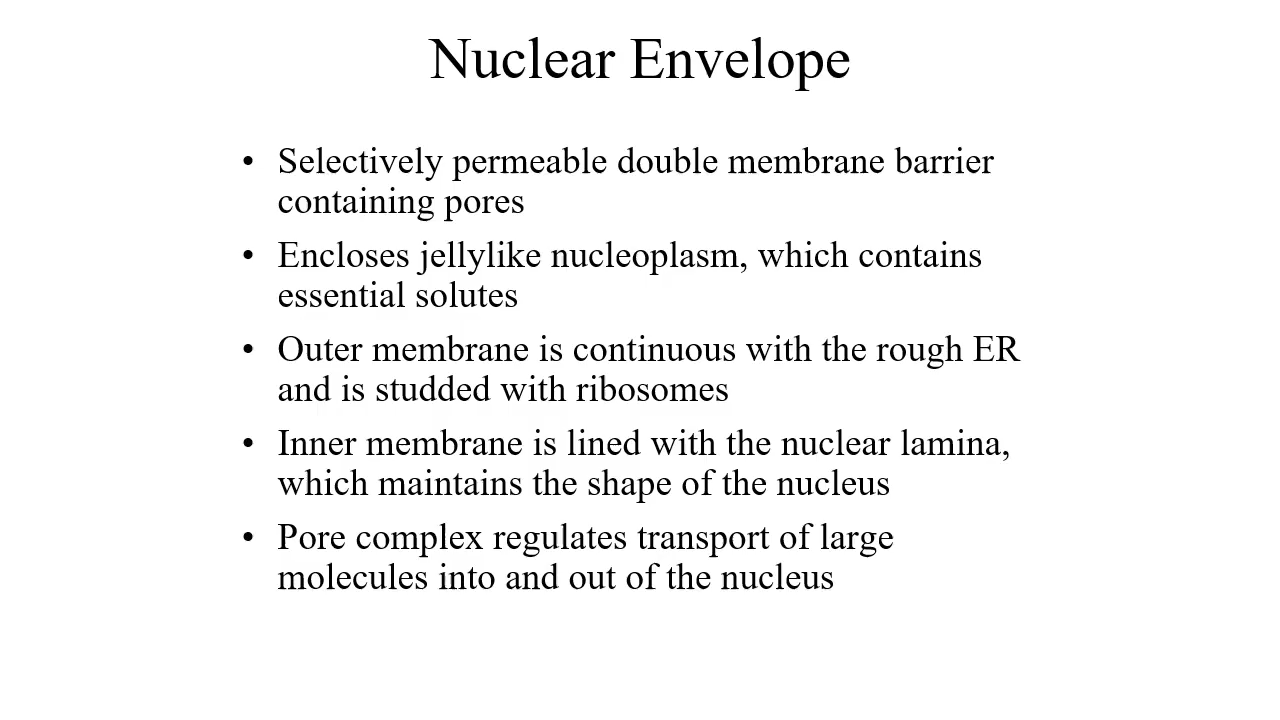 Nuclear Envelope
• Selectively permeable double membrane barrier
containing pores
• Encloses jellylike nucleoplasm, which contains
essential solutes
• Outer membrane is continuous with the rough ER
and is studded with ribosomes
• Inner membrane is lined with the nuclear lamina,
which maintains the shape of the nucleus
• Pore complex regulates transport of large
molecules into and out of the nucleus